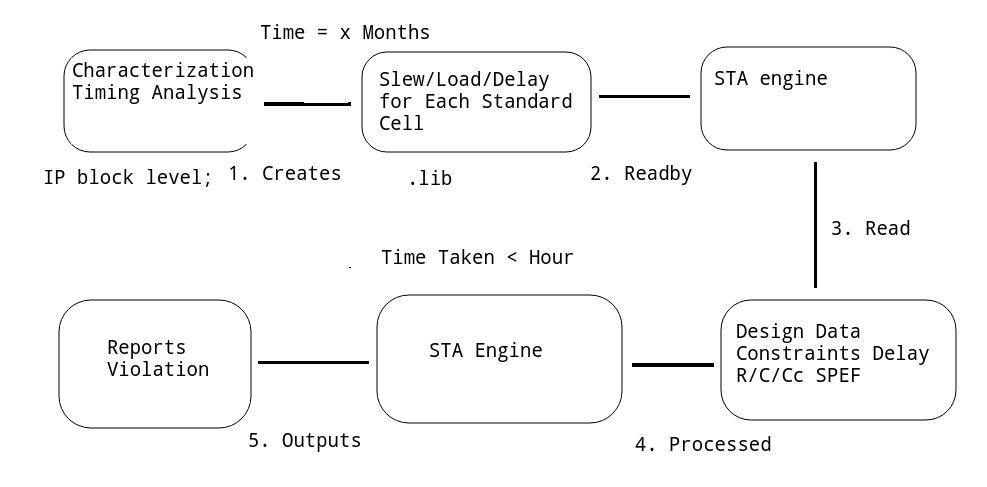 Time = x Months
Characterization
Timing Analysis
Slew/Load/Delay
for Each Standard
Cell
STA engine
IP block level;
1. Creates
.lib
2. Readby
3. Read
Time Taken < Hour
Reports
Violation
STA Engine
Design Data
Constraints Delay
R/C/Cc SPEF
5. Outputs
4. Processed